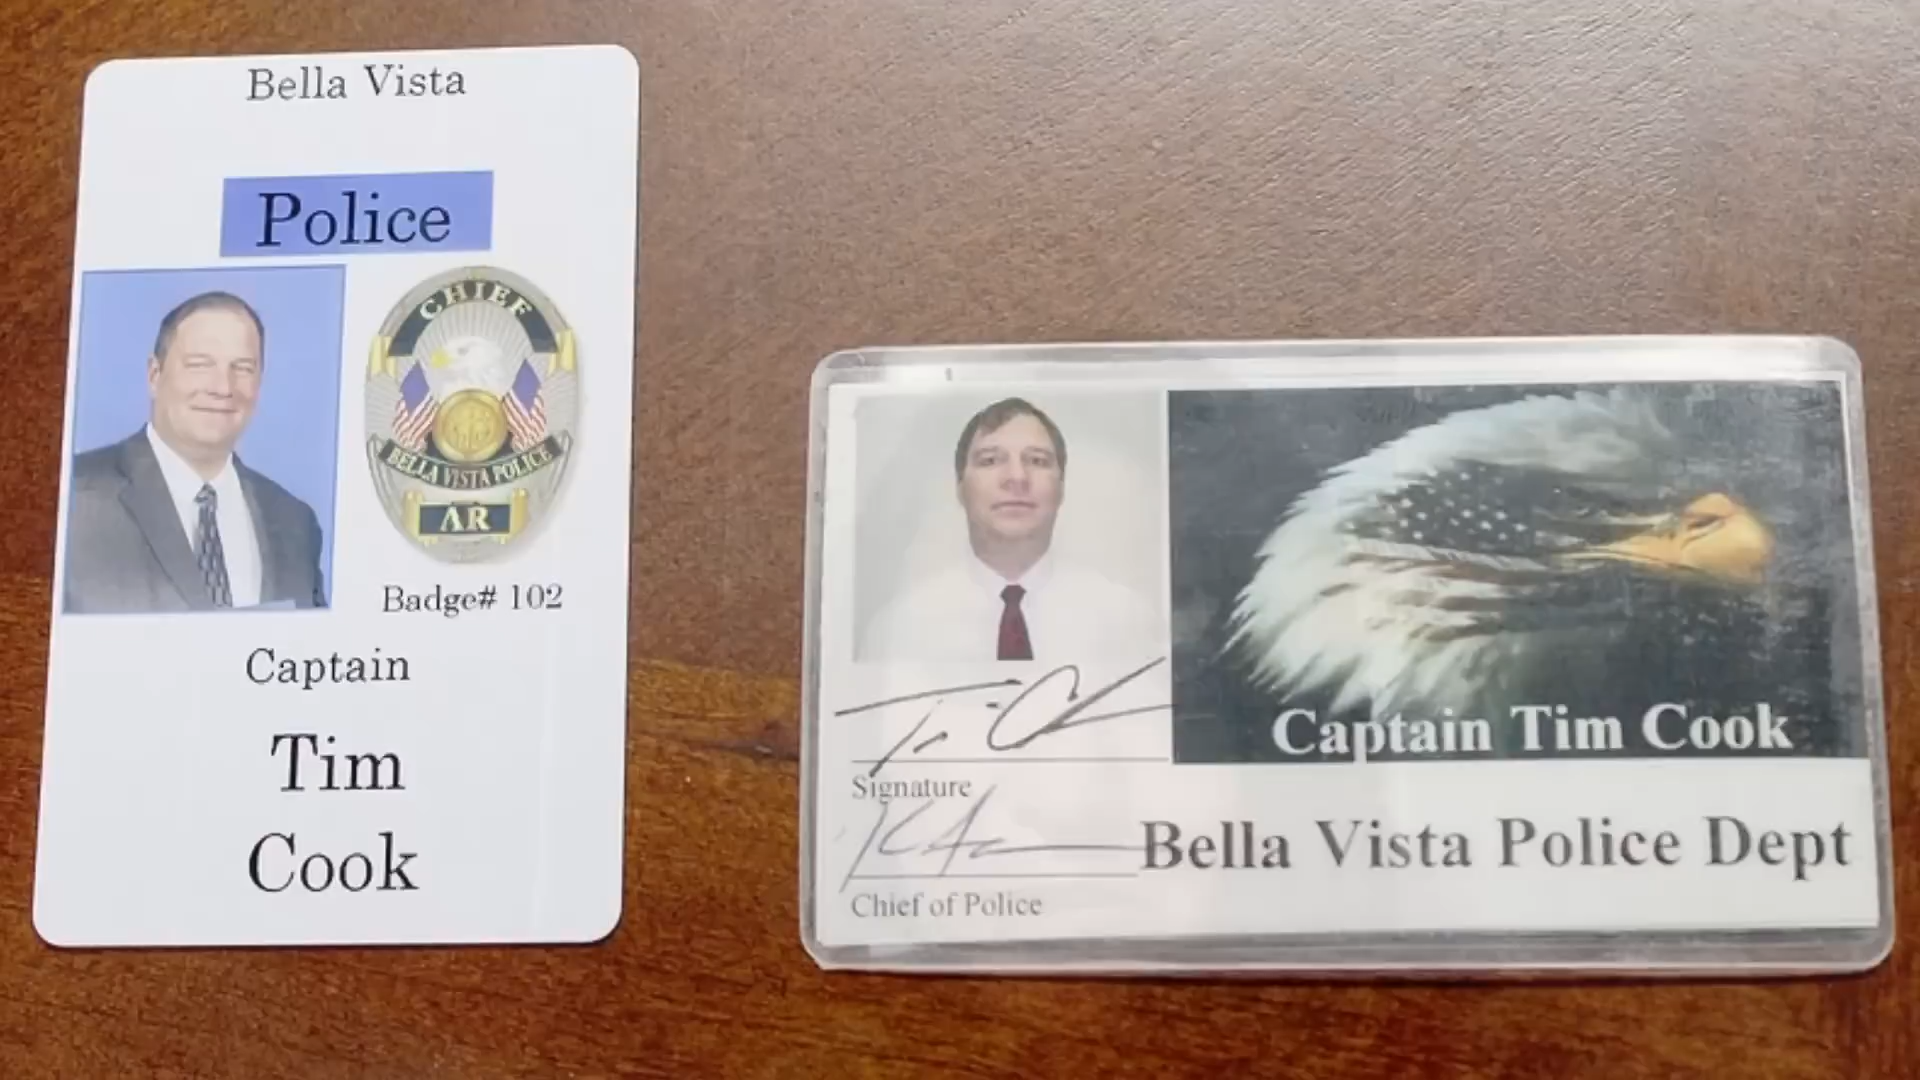 Bella Vista
Police
CHIEF
BELLA VISTA POLICE
AR
Badge# 102
Captain
Tim
Cook
Captain Tim Cook
Signature
Bella Vista Police Dept
Chief of Police